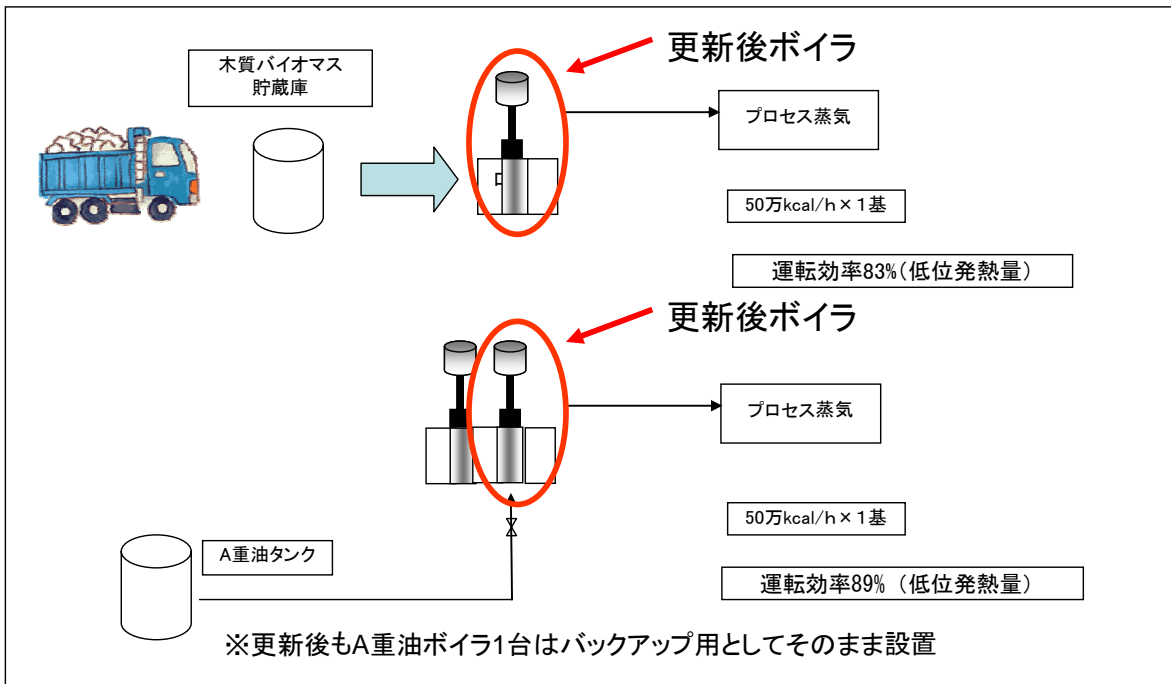 更新後ボイラ
木質バイオマス
貯蔵庫
プロセス蒸気
50万kcal/h×1基
運転効率83%(低位発熱量)
更新後ボイラ
プロセス蒸気
50万kcal/h×1基
A重油タンク
運転効率89% (低位発熱量)
※更新後もA重油ボイラ1台はバックアップ用としてそのまま設置